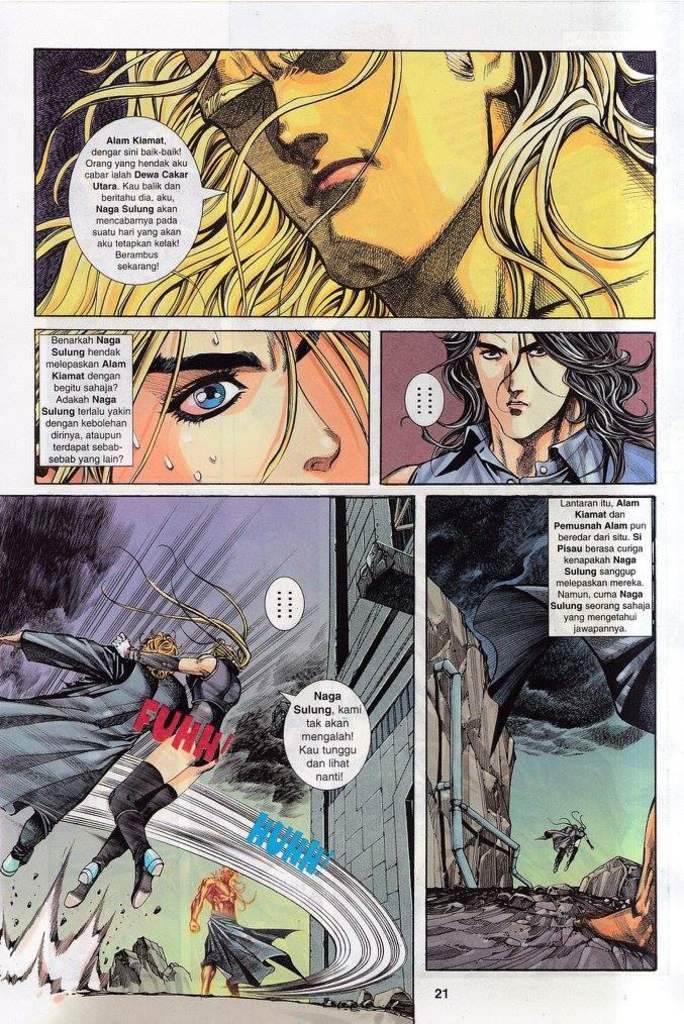 Alam Kiamat,
dengar sini baik-baik!
Orang yang hendak aku
cabar ialah Dewa Cakar
Utara. Kau balik dan
beritahu dia, aku,
Naga Sulung akan
mencabarnya pada
suatu hari yang akan
aku tetapkan kelak!
Berambus
sekarang!
Benarkah Naga
Sulung hendak
melepaskan Alam
Kiamat dengan
begitu sahaja?
Adakah Naga
Sulung terlalu yakin
dengan kebolehan
dirinya, ataupun
terdapat sebab-
sebab yang lain?
Naga
Sulung, kami
tak akan
mengalah!
Kau tunggu
dan lihat
nanti!
FUHH!
HUHH!
Lantaran itu, Alam
Kiamat dan
Pemusnah Alam pun
beredar dari situ. Si
Pisau berasa curiga
kenapakah Naga
Sulung sanggup
melepaskan mereka.
Namun, cuma Naga
Sulung seorang sahaja
yang mengetahui
jawapannya.
21